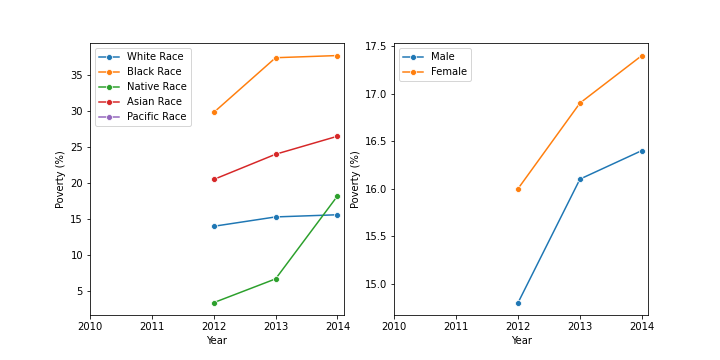 White Race
Black Race
Native Race
Asian Race
Pacific Race
35
30
25
20
15
10
5
Poverty (%)
2010 2011 2012 2013 2014
Year
Male
Female
17.5
17.0
16.5
16.0
15.5
15.0
Poverty (%)
2010 2011 2012 2013 2014
Year